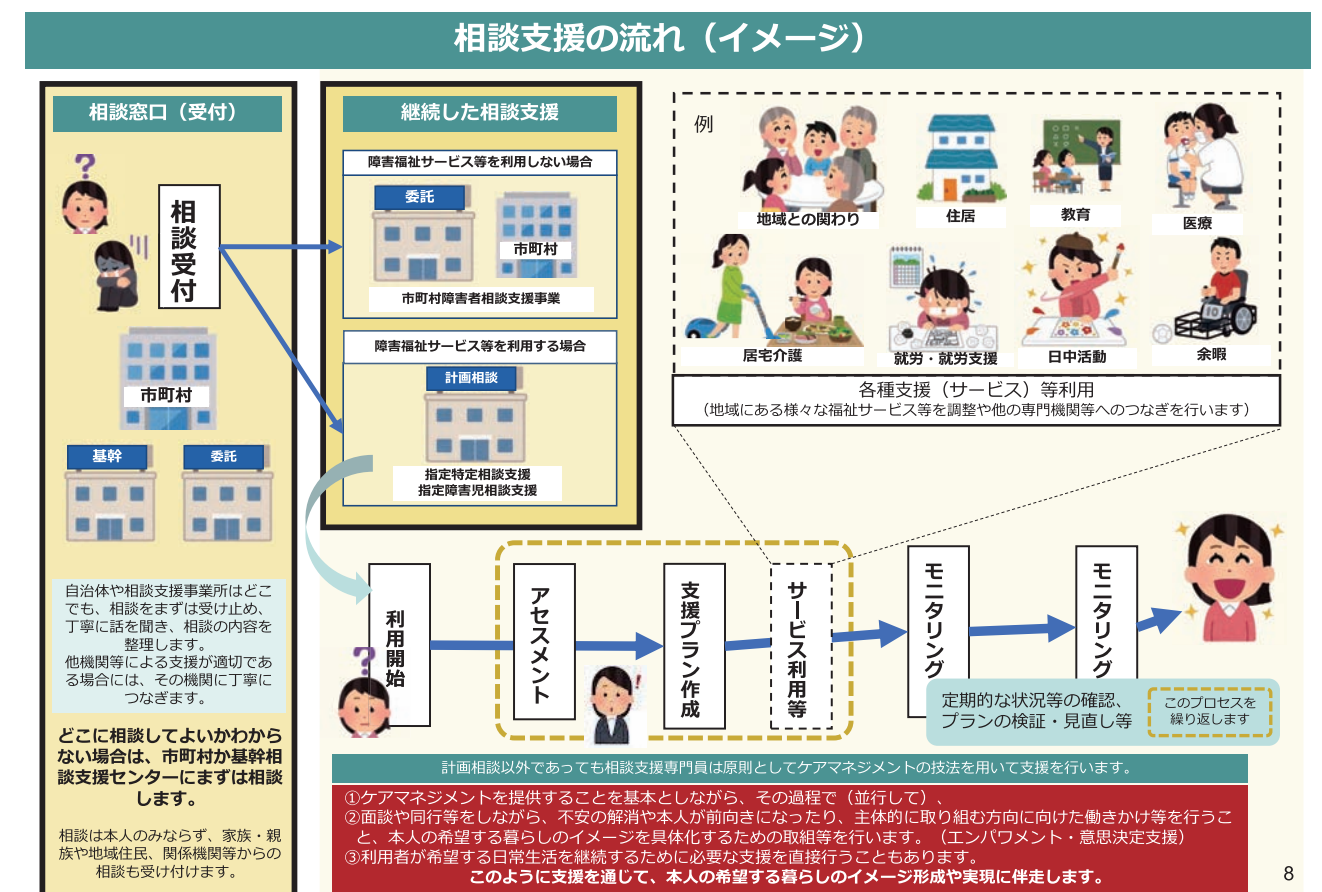 相談支援の流れ（イメージ）
相談窓口（受付）
?
相談受付
市町村
基幹
委託
自治体や相談支援事業所はどこ
でも、相談をまずは受け止め、
丁寧に話を聞き、相談の内容を
整理します。
他機関等による支援が適切であ
る場合には、その機関に丁寧に
つなぎます。
どこに相談してよいかわから
ない場合は、市町村か基幹相
談支援センターにまずは相談
します。
相談は本人のみならず、家族・親
族や地域住民、関係機関等からの
相談も受け付けます。
継続した相談支援
障害福祉サービス等を利用しない場合
委託
市町村
市町村障害者相談支援事業
障害福祉サービス等を利用する場合
計画相談
指定特定相談支援
指定障害児相談支援
例
地域との関わり
住居
教育
医療
居宅介護
就労・就労支援
日中活動
余暇
10
各種支援（サービス）等利用
（地域にある様々な福祉サービス等を調整や他の専門機関等へのつなぎを行います）
?
利用開始
アセスメント
!
支援プラン作成
サービス利用等
モニタリング
モニタリング
定期的な状況等の確認、
プランの検証・見直し等
このプロセスを
繰り返します
計画相談以外であっても相談支援専門員は原則としてケアマネジメントの技法を用いて支援を行います。
①ケアマネジメントを提供することを基本としながら、その過程で（並行して）、
②面談や同行等をしながら、不安の解消や本人が前向きになったり、主体的に取り組む方向に向けた働きかけ等を行うこ
と、本人の希望する暮らしのイメージを具体化するための取組等を行います。（エンパワメント・意思決定支援）
③利用者が希望する日常生活を継続するために必要な支援を直接行うこともあります。
このように支援を通じて、本人の希望する暮らしのイメージ形成や実現に伴走します。
8